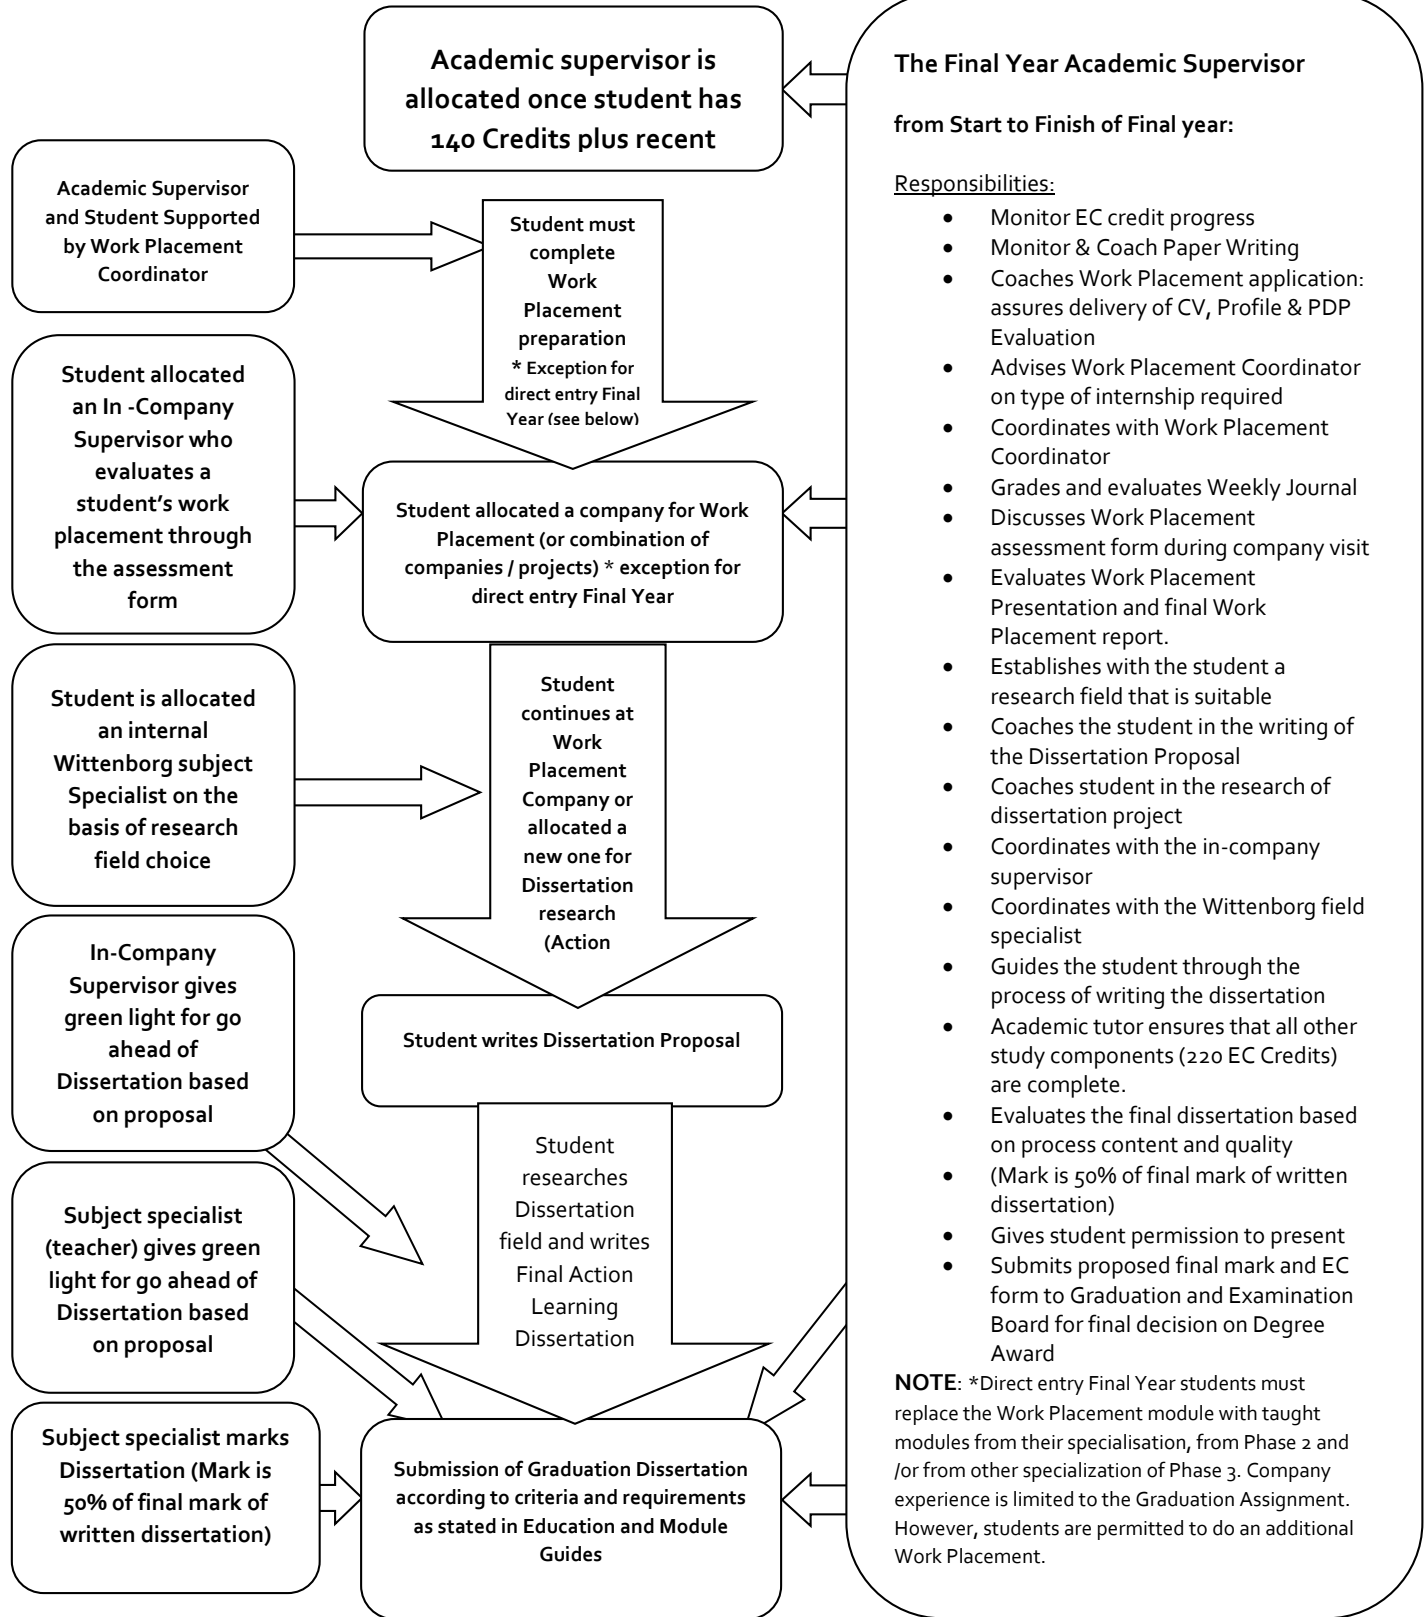 Academic supervisor is
allocated once student has
140 Credits plus recent
Academic Supervisor
and Student Supported
by Work Placement
Coordinator
Student must
complete
Work
Placement
preparation
* Exception for
direct entry Final
Year (see below)
Student allocated
an In -Company
Supervisor who
evaluates a
student's work
placement through
the assessment
form
Student allocated a company for Work
Placement (or combination of
companies / projects) * exception for
direct entry Final Year
Student is allocated
an internal
Wittenborg subject
Specialist on the
basis of research
field choice
Student
continues at
Work
Placement
Company or
allocated a
new one for
Dissertation
research
(Action
In-Company
Supervisor gives
green light for go
ahead of
Dissertation based
on proposal
Student writes Dissertation Proposal
Subject specialist
(teacher) gives green
light for go ahead of
Dissertation based
on proposal
Student
researches
Dissertation
field and writes
Final Action
Learning
Dissertation
Subject specialist marks
Dissertation (Mark is
50% of final mark of
written dissertation)
Submission of Graduation Dissertation
according to criteria and requirements
as stated in Education and Module
Guides
The Final Year Academic Supervisor
from Start to Finish of Final year:
Responsibilities:
• Monitor EC credit progress
• Monitor & Coach Paper Writing
• Coaches Work Placement application:
assures delivery of CV, Profile & PDP
Evaluation
• Advises Work Placement Coordinator
on type of internship required
• Coordinates with Work Placement
Coordinator
• Grades and evaluates Weekly Journal
• Discusses Work Placement
assessment form during company visit
• Evaluates Work Placement
Presentation and final Work
Placement report.
• Establishes with the student a
research field that is suitable
• Coaches the student in the writing of
the Dissertation Proposal
• Coaches student in the research of
dissertation project
• Coordinates with the in-company
supervisor
• Coordinates with the Wittenborg field
specialist
• Guides the student through the
process of writing the dissertation
• Academic tutor ensures that all other
study components (220 EC Credits)
are complete.
• Evaluates the final dissertation based
on process content and quality
• (Mark is 50% of final mark of written
dissertation)
• Gives student permission to present
• Submits proposed final mark and EC
form to Graduation and Examination
Board for final decision on Degree
Award
NOTE: *Direct entry Final Year students must
replace the Work Placement module with taught
modules from their specialisation, from Phase 2 and
/or from other specialization of Phase 3. Company
experience is limited to the Graduation Assignment.
However, students are permitted to do an additional
Work Placement.